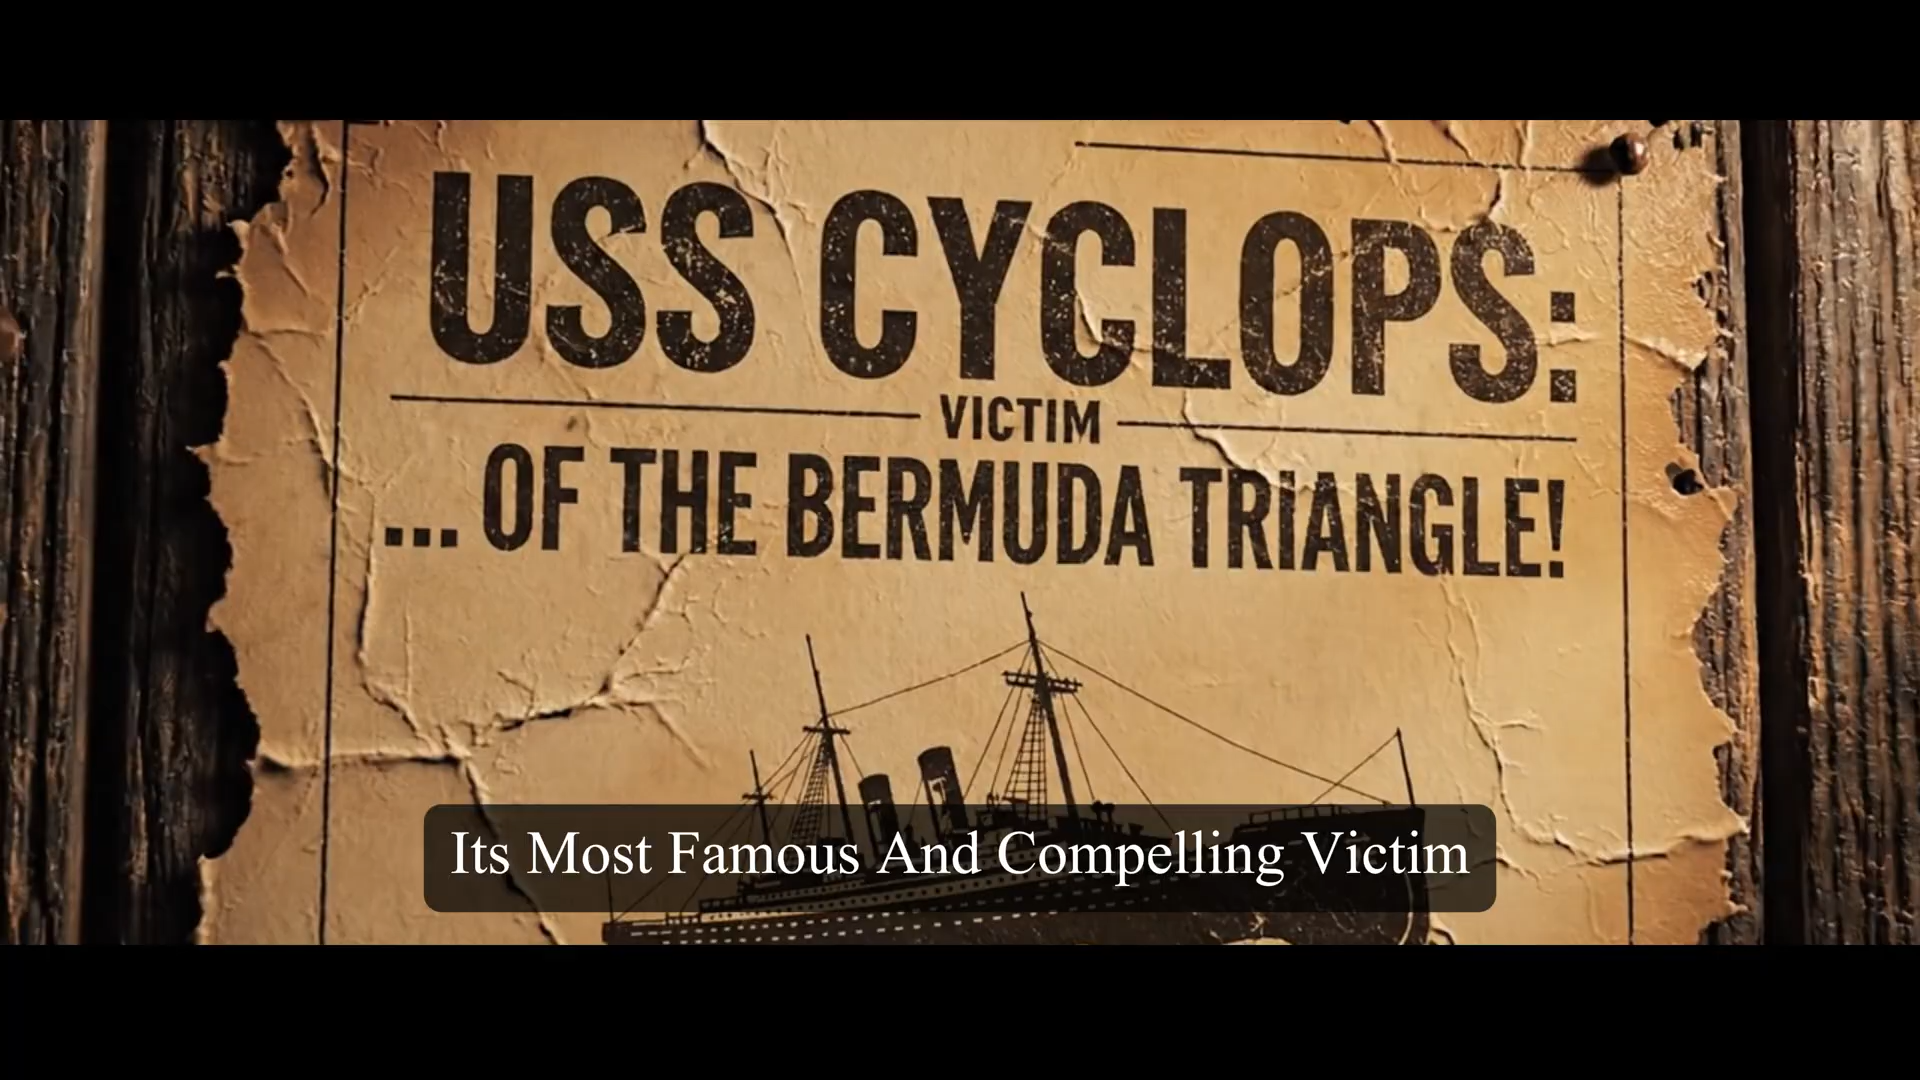 USS CYCLOPS:
VICTIM
... OF THE BERMUDA TRIANGLE!
Its Most Famous And Compelling Victim